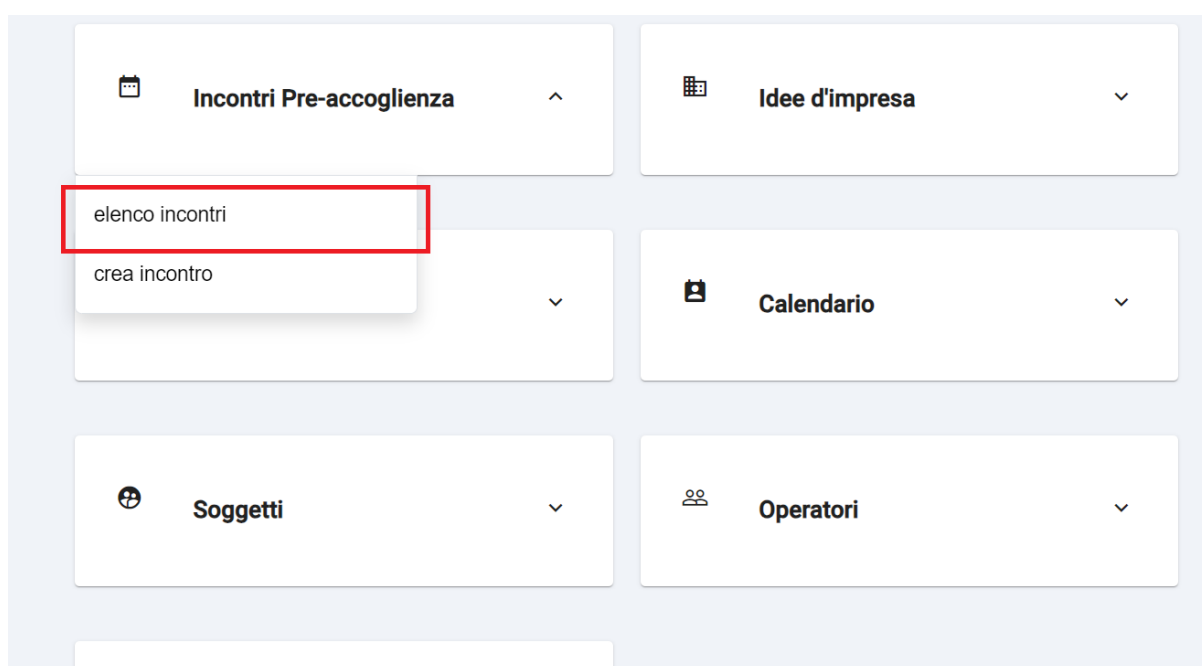 Incontri Pre-accoglienza
Idee d'impresa
elenco incontri
crea incontro
Calendario
Soggetti
Operatori